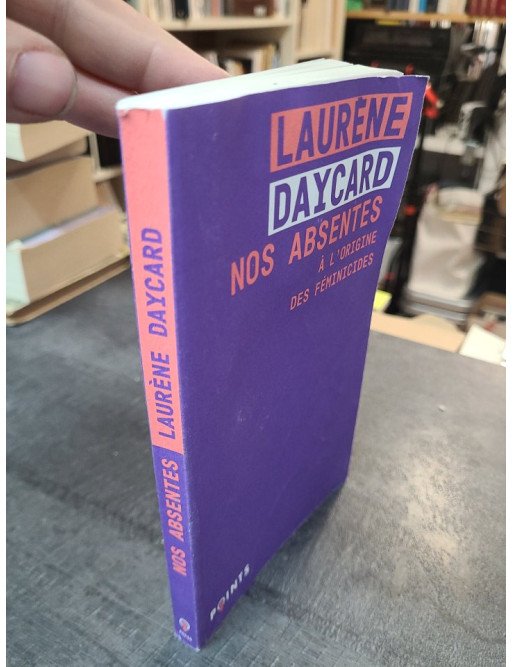 LAURÈNE
DAYCARD
NOS ABSENTES
À L'ORIGINE
DES FÉMINICIDES
POINTS
NOS ABSENTES LAURÈNE DAYCARD